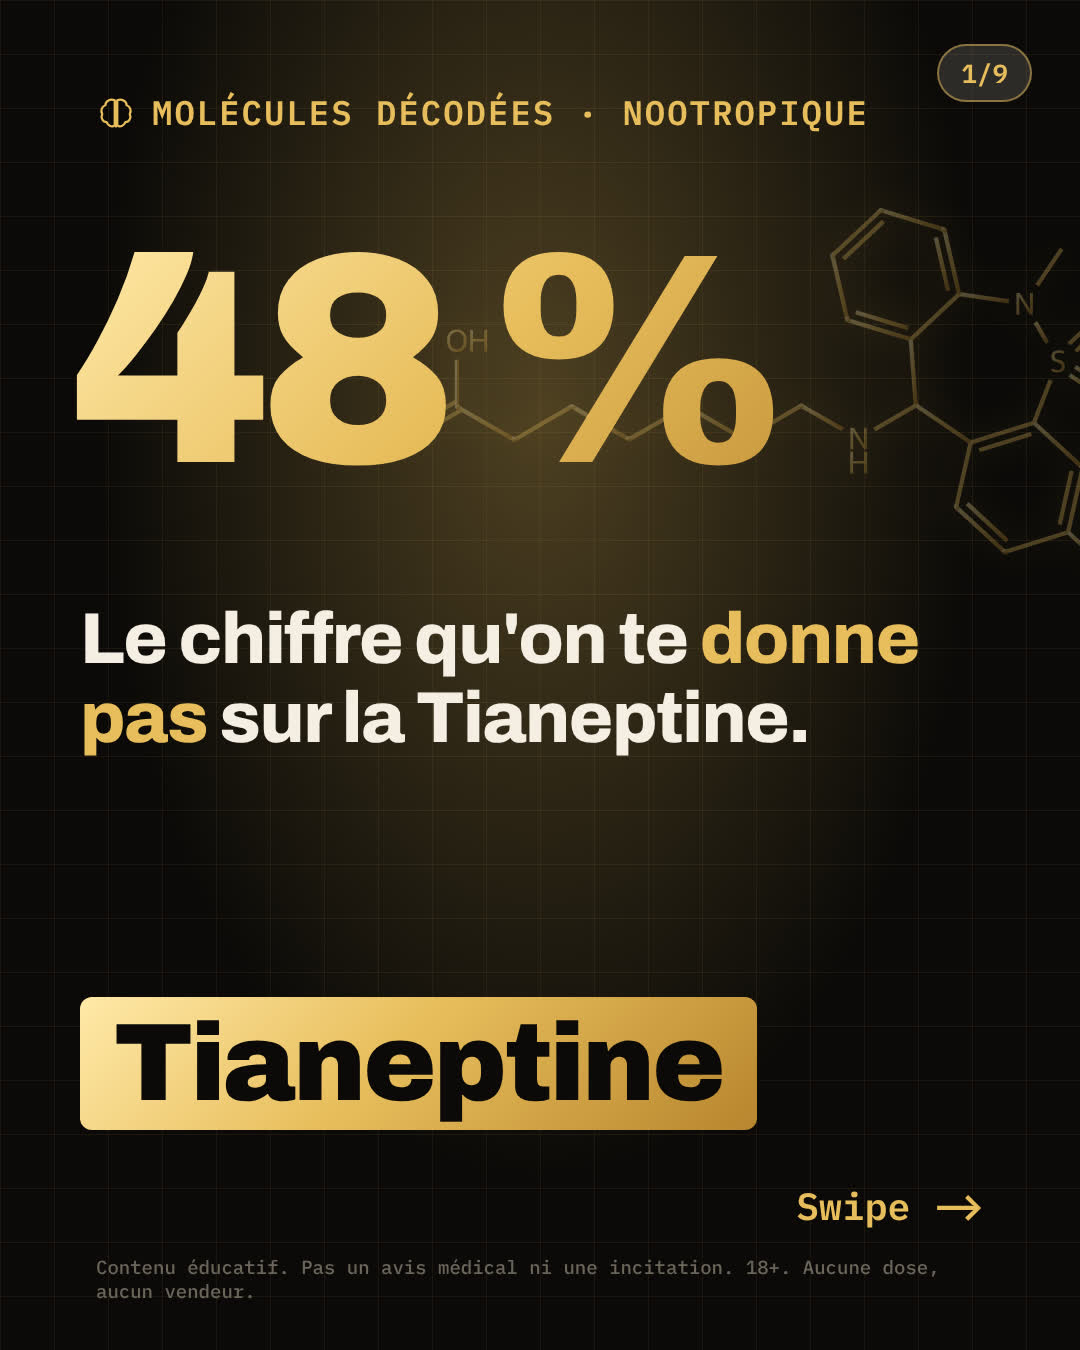 1/9
MOLÉCULES DÉCODÉES · NOOTROPIQUE
48%
OH
N
S
N
H
Le chiffre qu'on te donne
pas sur la Tianeptine.
Tianeptine
Swipe →
Contenu éducatif. Pas un avis médical ni une incitation. 18+. Aucune dose,
aucun vendeur.